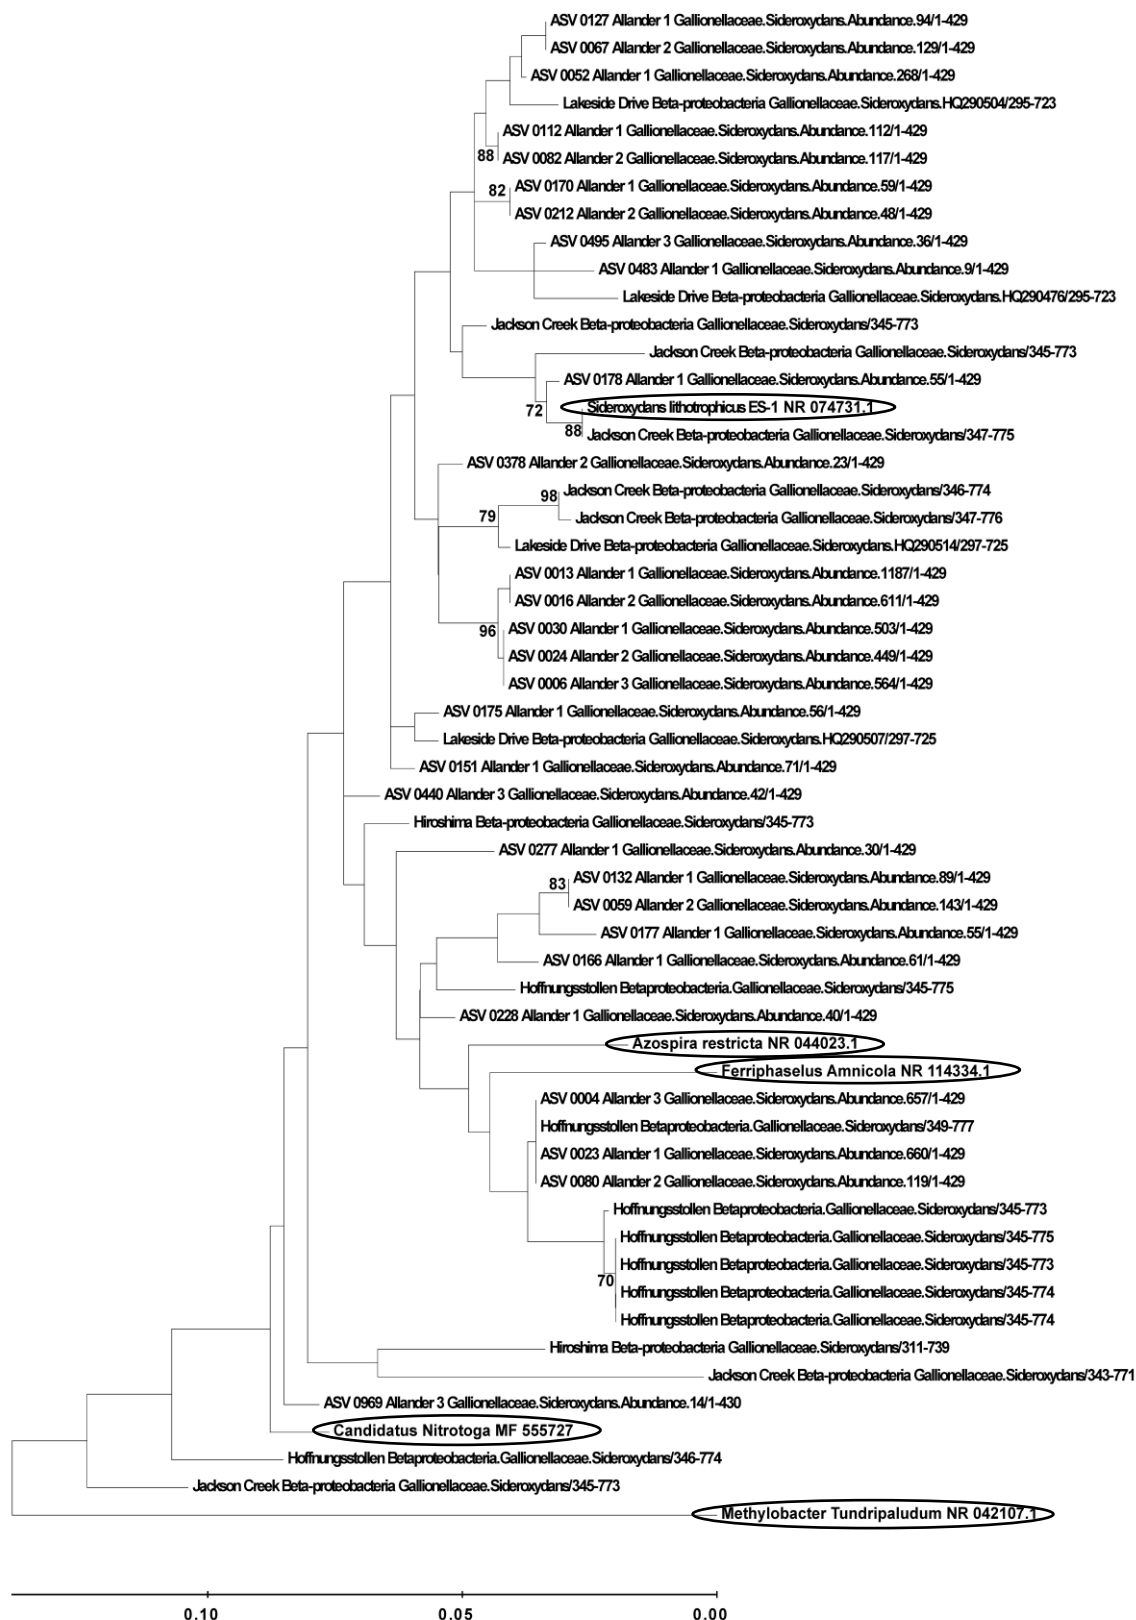 ASV 0127 Allander 1 Gallionellaceae.Sideroxydans.Abundance.94/1-429
ASV 0067 Allander 2 Gallionellaceae.Sideroxydans.Abundance.129/1-429
ASV 0052 Allander 1 Gallionellaceae.Sideroxydans.Abundance.268/1-429
Lakeside Drive Beta-proteobacteria Gallionellaceae.Sideroxydans.HQ290504/295-723
ASV 0112 Allander 1 Gallionellaceae.Sideroxydans.Abundance.112/1-429
88
ASV 0082 Allander 2 Gallionellaceae.Sideroxydans.Abundance.117/1-429
82
ASV 0170 Allander 1 Gallionellaceae.Sideroxydans.Abundance.59/1-429
ASV 0212 Allander 2 Gallionellaceae.Sideroxydans.Abundance.48/1-429
ASV 0495 Allander 3 Gallionellaceae.Sideroxydans.Abundance.36/1-429
ASV 0483 Allander 1 Gallionellaceae.Sideroxydans.Abundance.9/1-429
Lakeside Drive Beta-proteobacteria Gallionellaceae.Sideroxydans.HQ290476/295-723
Jackson Creek Beta-proteobacteria Gallionellaceae.Sideroxydans/345-773
Jackson Creek Beta-proteobacteria Gallionellaceae.Sideroxydans/345-773
ASV 0178 Allander 1 Gallionellaceae.Sideroxydans.Abundance.55/1-429
72
Sideroxydans lithotrophicus ES-1 NR 074731.1
88
Jackson Creek Beta-proteobacteria Gallionellaceae.Sideroxydans/347-775
ASV 0378 Allander 2 Gallionellaceae.Sideroxydans.Abundance.23/1-429
98
Jackson Creek Beta-proteobacteria Gallionellaceae.Sideroxydans/346-774
79
Jackson Creek Beta-proteobacteria Gallionellaceae.Sideroxydans/347-776
Lakeside Drive Beta-proteobacteria Gallionellaceae.Sideroxydans.HQ290514/297-725
ASV 0013 Allander 1 Gallionellaceae.Sideroxydans.Abundance.1187/1-429
ASV 0016 Allander 2 Gallionellaceae.Sideroxydans.Abundance.611/1-429
96
ASV 0030 Allander 1 Gallionellaceae.Sideroxydans.Abundance.503/1-429
ASV 0024 Allander 2 Gallionellaceae.Sideroxydans.Abundance.449/1-429
ASV 0006 Allander 3 Gallionellaceae.Sideroxydans.Abundance.564/1-429
ASV 0175 Allander 1 Gallionellaceae.Sideroxydans.Abundance.56/1-429
Lakeside Drive Beta-proteobacteria Gallionellaceae.Sideroxydans.HQ290507/297-725
ASV 0151 Allander 1 Gallionellaceae.Sideroxydans.Abundance.71/1-429
ASV 0440 Allander 3 Gallionellaceae.Sideroxydans.Abundance.42/1-429
Hiroshima Beta-proteobacteria Gallionellaceae.Sideroxydans/345-773
ASV 0277 Allander 1 Gallionellaceae.Sideroxydans.Abundance.30/1-429
83
ASV 0132 Allander 1 Gallionellaceae.Sideroxydans.Abundance.89/1-429
ASV 0059 Allander 2 Gallionellaceae.Sideroxydans.Abundance.143/1-429
ASV 0177 Allander 1 Gallionellaceae.Sideroxydans.Abundance.55/1-429
ASV 0166 Allander 1 Gallionellaceae.Sideroxydans.Abundance.61/1-429
Hoffnungsstollen Betaproteobacteria.Gallionellaceae.Sideroxydans/345-775
ASV 0228 Allander 1 Gallionellaceae.Sideroxydans.Abundance.40/1-429
Azospira restricta NR 044023.1
Ferriphaselus Amnicola NR 114334.1
ASV 0004 Allander 3 Gallionellaceae.Sideroxydans.Abundance.657/1-429
Hoffnungsstollen Betaproteobacteria.Gallionellaceae.Sideroxydans/349-777
ASV 0023 Allander 1 Gallionellaceae.Sideroxydans.Abundance.660/1-429
ASV 0080 Allander 2 Gallionellaceae.Sideroxydans.Abundance.119/1-429
Hoffnungsstollen Betaproteobacteria.Gallionellaceae.Sideroxydans/345-773
Hoffnungsstollen Betaproteobacteria.Gallionellaceae.Sideroxydans/345-775
Hoffnungsstollen Betaproteobacteria.Gallionellaceae.Sideroxydans/345-773
70
Hoffnungsstollen Betaproteobacteria.Gallionellaceae.Sideroxydans/345-774
Hoffnungsstollen Betaproteobacteria.Gallionellaceae.Sideroxydans/345-774
Hiroshima Beta-proteobacteria Gallionellaceae.Sideroxydans/311-739
Jackson Creek Beta-proteobacteria Gallionellaceae.Sideroxydans/343-771
ASV 0969 Allander 3 Gallionellaceae.Sideroxydans.Abundance.14/1-430
Candidatus Nitrotoga MF 555727
Hoffnungsstollen Betaproteobacteria.Gallionellaceae.Sideroxydans/346-774
Jackson Creek Beta-proteobacteria Gallionellaceae.Sideroxydans/345-773
Methylobacter Tundripaludum NR 042107.1
0.10 0.05 0.00